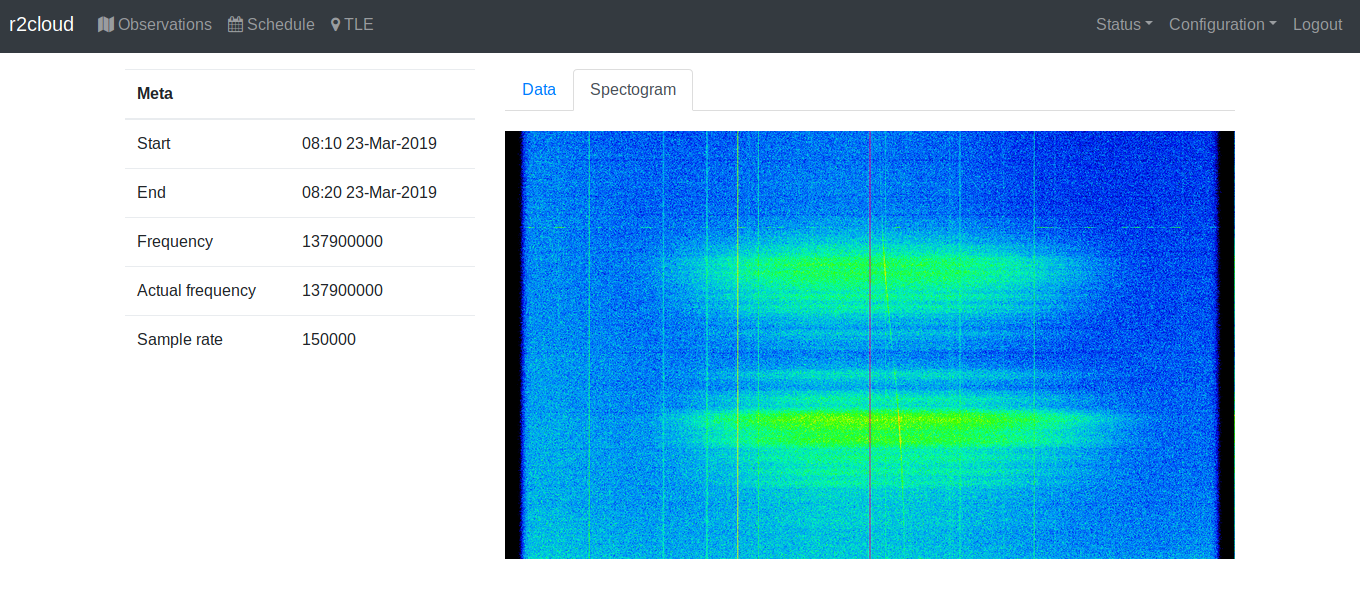 r2cloud Observations Schedule TLE Status Configuration Logout
Meta
Start 08:10 23-Mar-2019
End 08:20 23-Mar-2019
Frequency 137900000
Actual frequency 137900000
Sample rate 150000
Data Spectogram